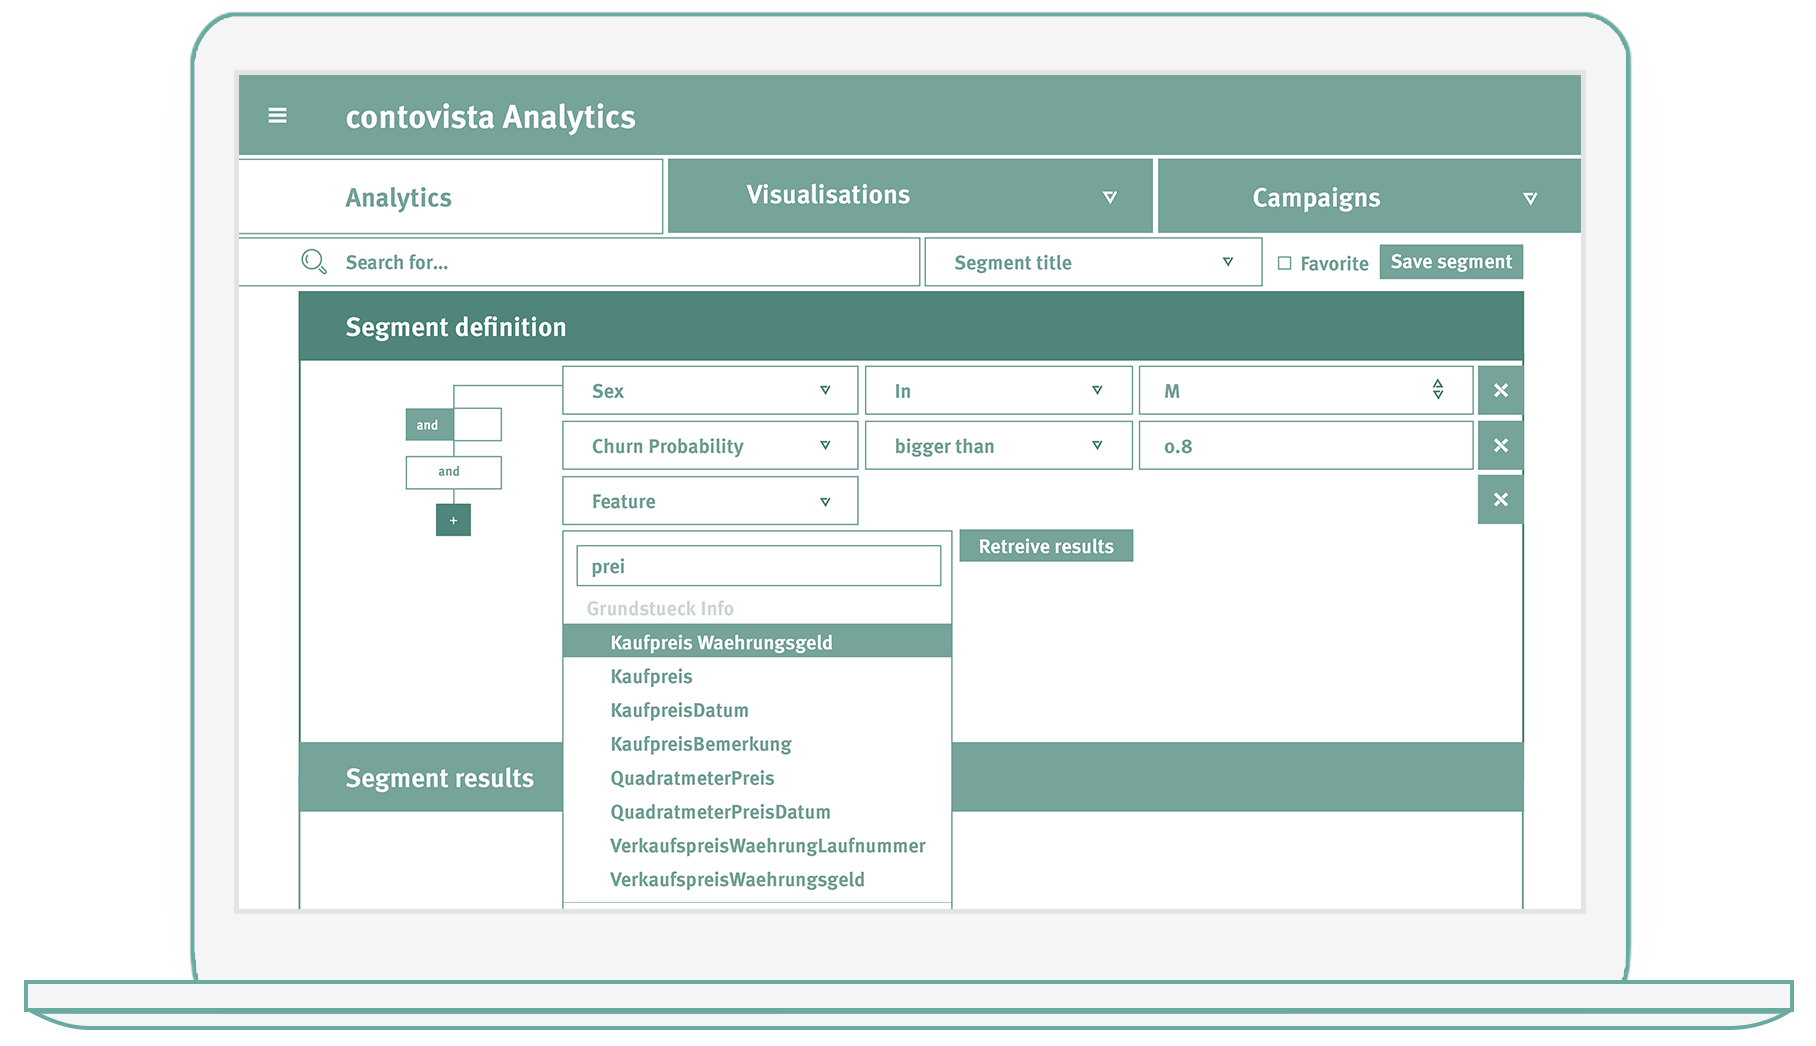 contovista Analytics
Analytics
Visualisations
Campaigns
Search for...
Segment title
Favorite
Save segment
Segment definition
Sex
In
M
and
Churn Probability
bigger than
0.8
and
Feature
+
Retreive results
prei
Grundstueck Info
Kaufpreis Waehrungsgeld
Kaufpreis
KaufpreisDatum
KaufpreisBemerkung
Segment results
QuadratmeterPreis
QuadratmeterPreisDatum
VerkaufspreisWaehrungLaufnummer
VerkaufspreisWaehrungsgeld